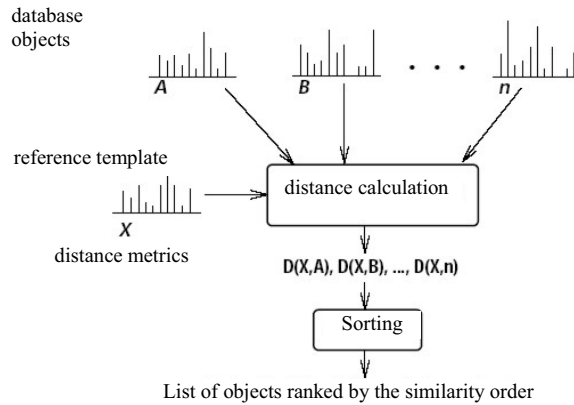 database
objects
A
B
. . .
n
reference template
X
distance metrics
distance calculation
D(X,A), D(X,B), ..., D(X,n)
Sorting
List of objects ranked by the similarity order